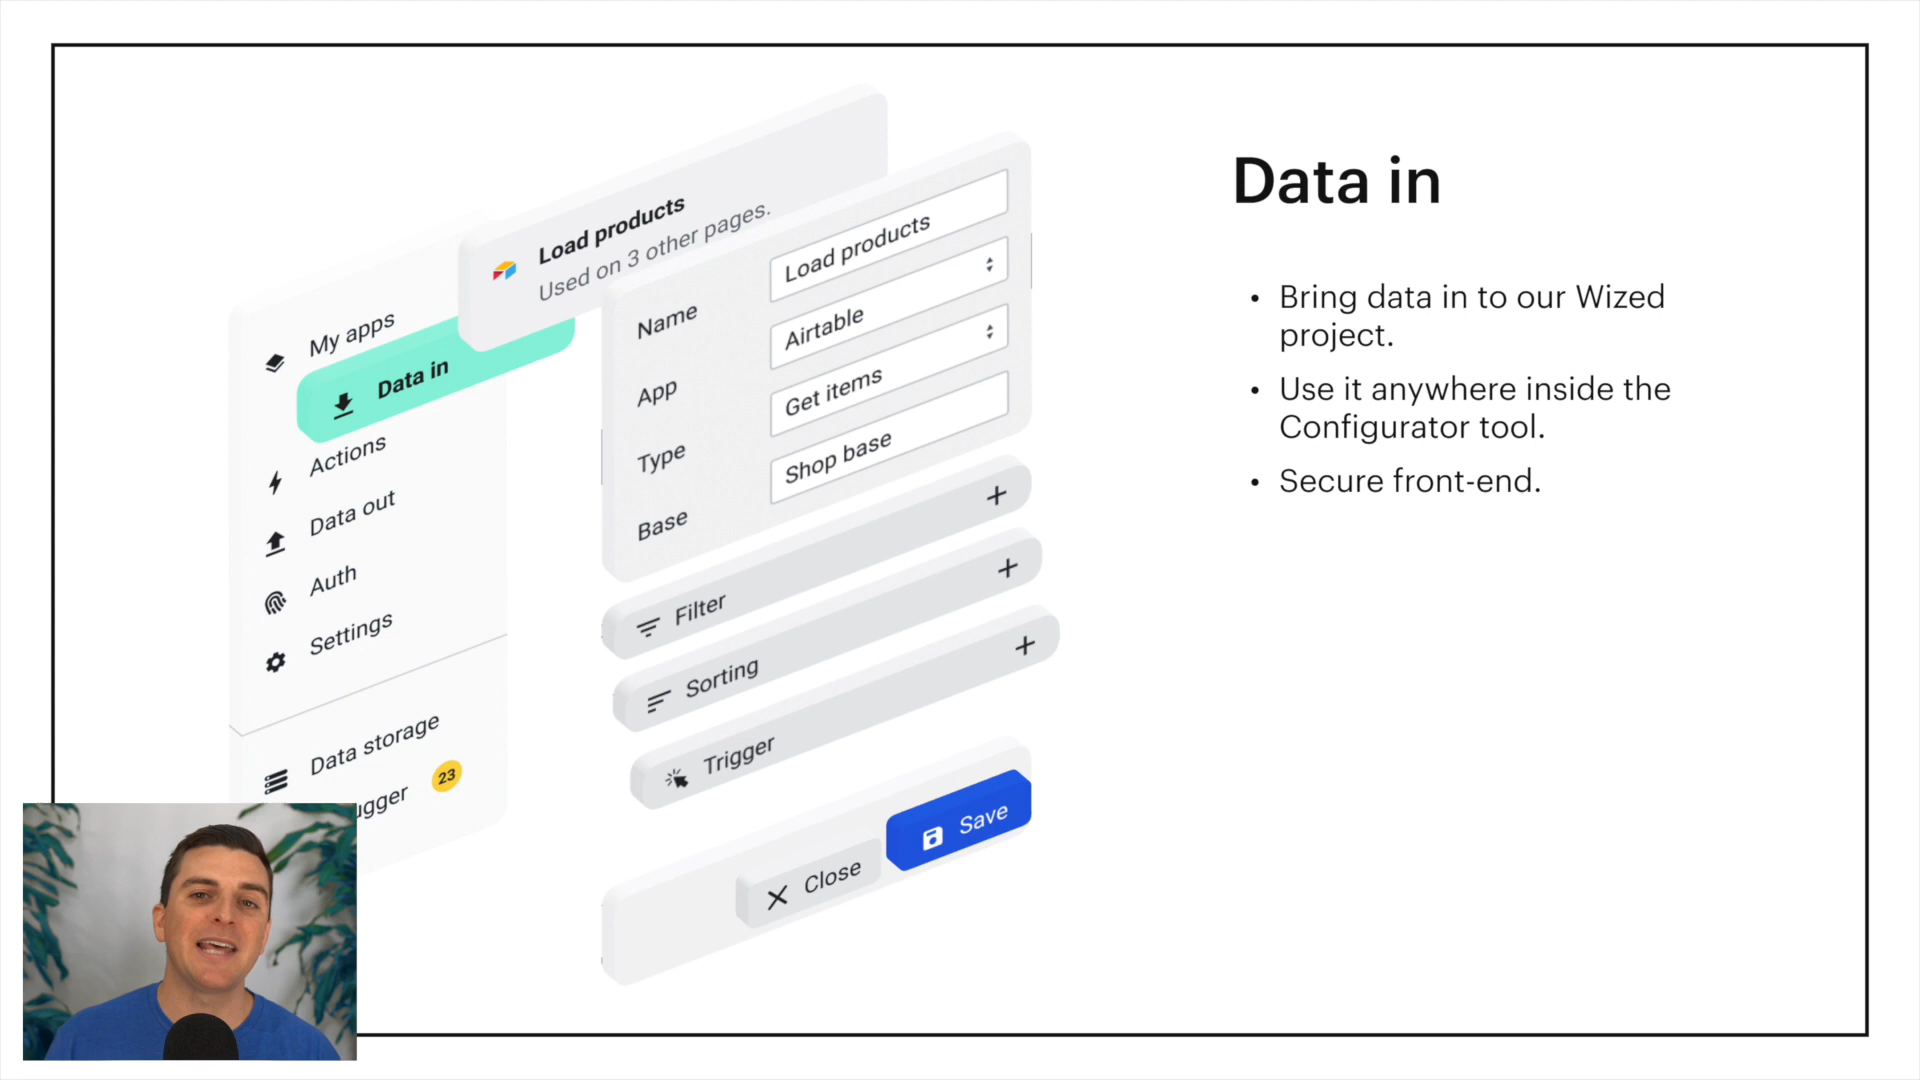 Data in
• Bring data in to our Wized
project.
• Use it anywhere inside the
Configurator tool.
• Secure front-end.
My apps
Data in
Actions
Data out
Auth
Settings
Data storage
ugger
23
Load products
Used on 3 other pages.
Name
Load products
App
Airtable
Type
Get items
Base
Shop base
Filter
Sorting
Trigger
Close
Save